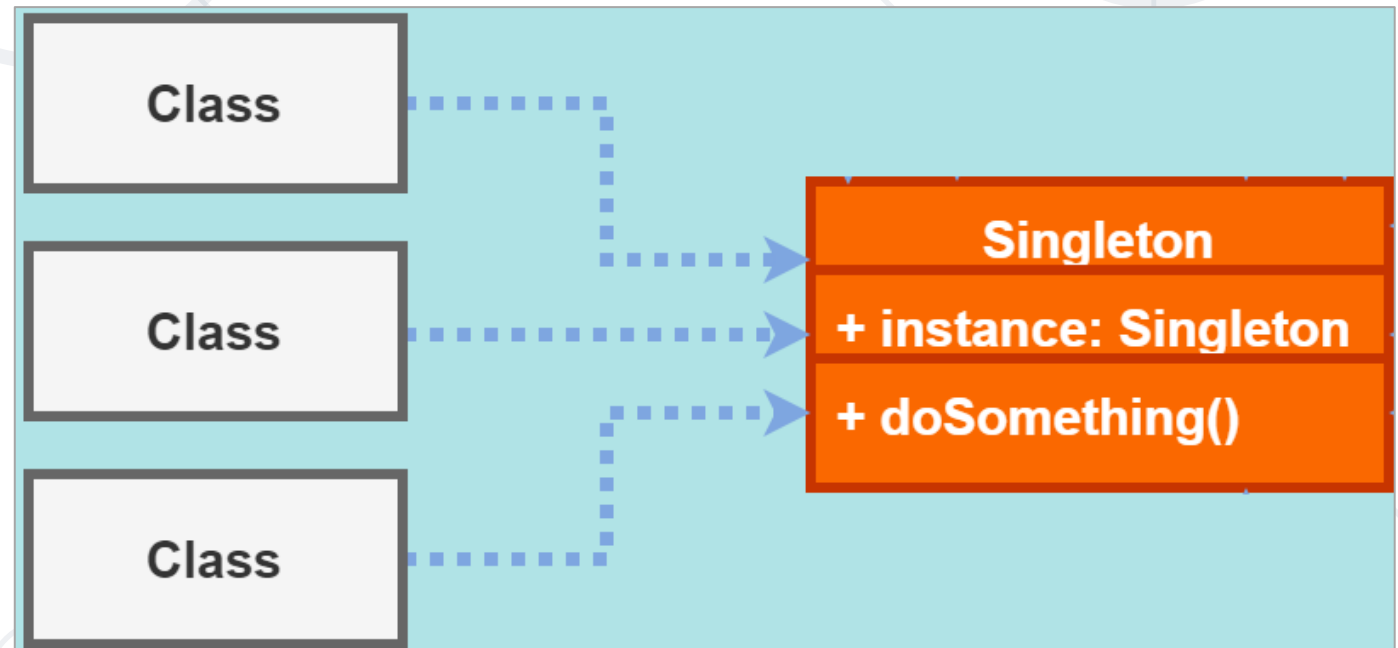 Class
Class
Class
Singleton
+ instance: Singleton
+ doSomething()